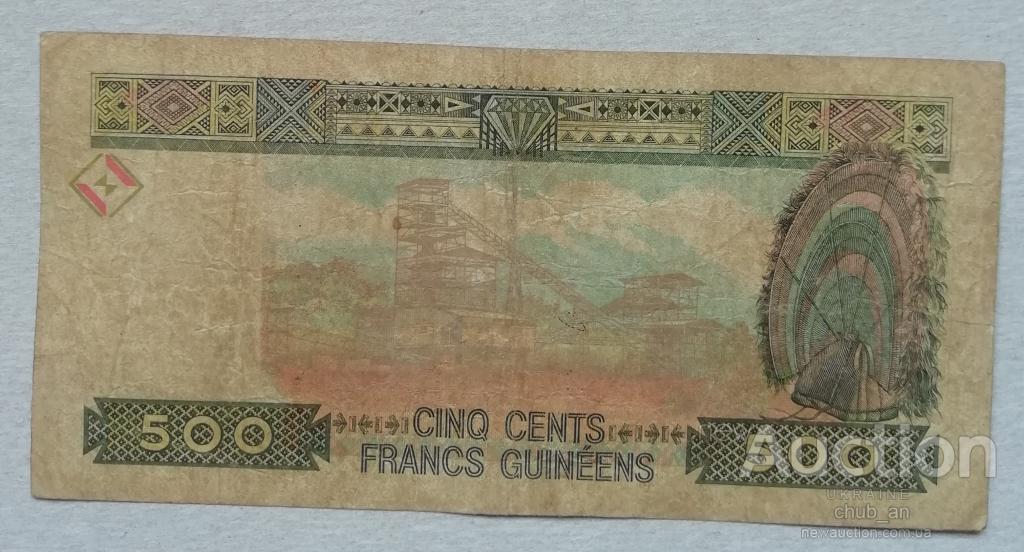 500
CINQ CENTS
FRANCS GUINÉENS
500
Auction
UKRAINE
chub_an
newauction.com.ua